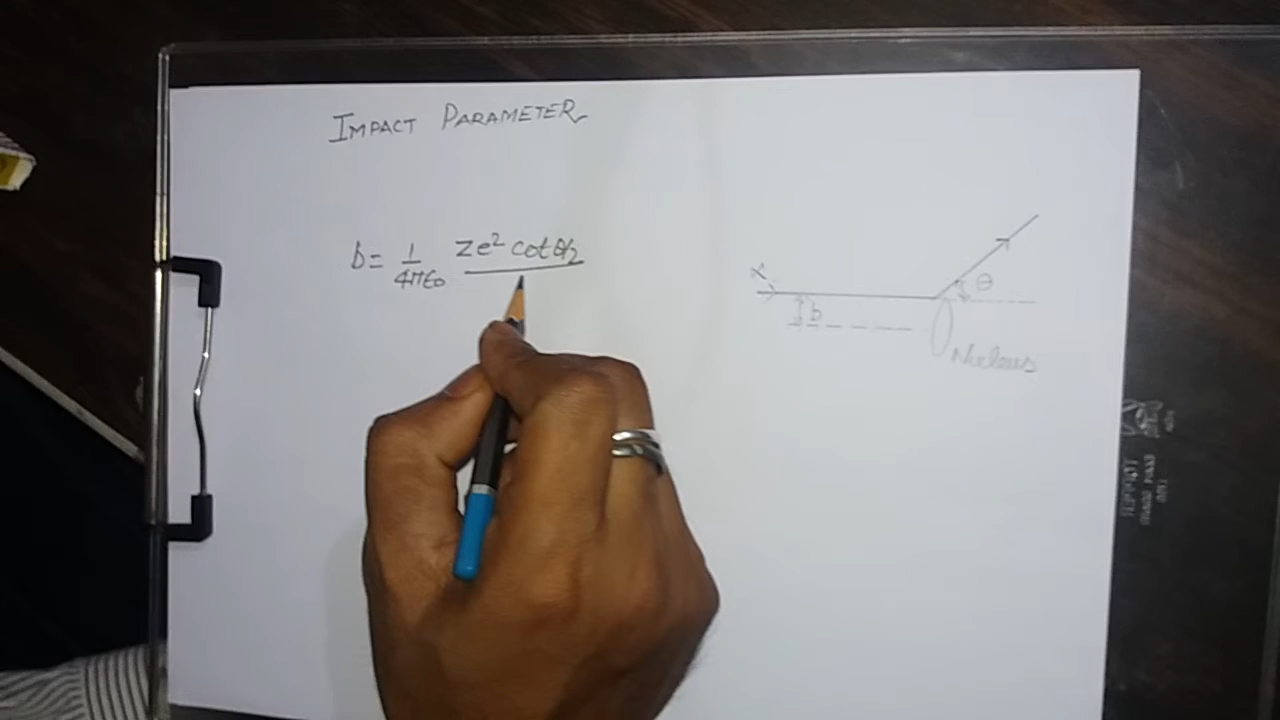 IMPACT PARAMETER
b = 1/4πε₀ Ze² cot θ/2
α
θ
b
Nucleus